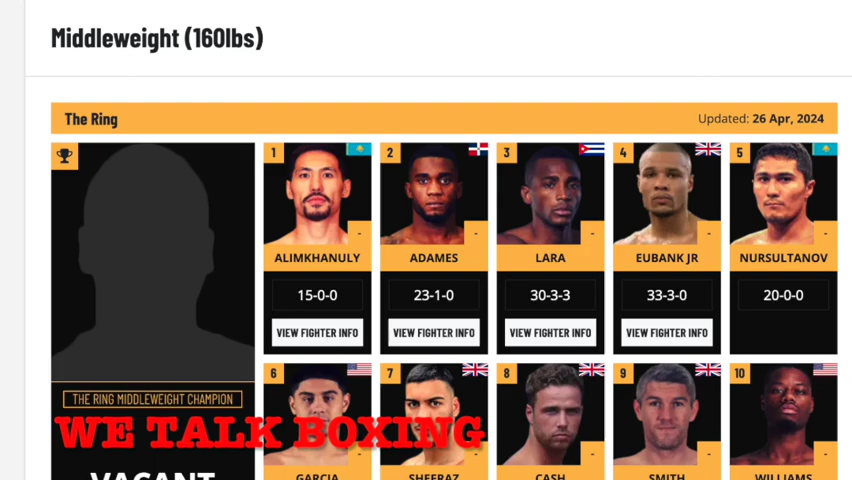 Middleweight (160lbs)
The Ring
Updated: 26 Apr, 2024
1 2 3 4 5
- - - - -
ALIMKHANULY ADAMES LARA EUBANK JR NURSULTANOV
15-0-0 23-1-0 30-3-3 33-3-0 20-0-0
VIEW FIGHTER INFO VIEW FIGHTER INFO VIEW FIGHTER INFO VIEW FIGHTER INFO
6 7 8 9 10
THE RING MIDDLEWEIGHT CHAMPION
WE TALK BOXING
- - - - -
VACANT GARCIA SHEERAZ CASH SMITH WILLIAMS